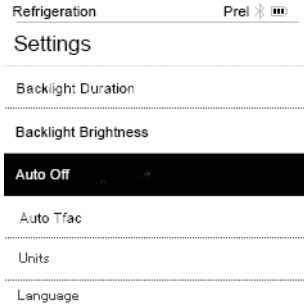 Refrigeration Prel
Settings
Backlight Duration
Backlight Brightness
Auto Off
Auto Tfac
Units
Language